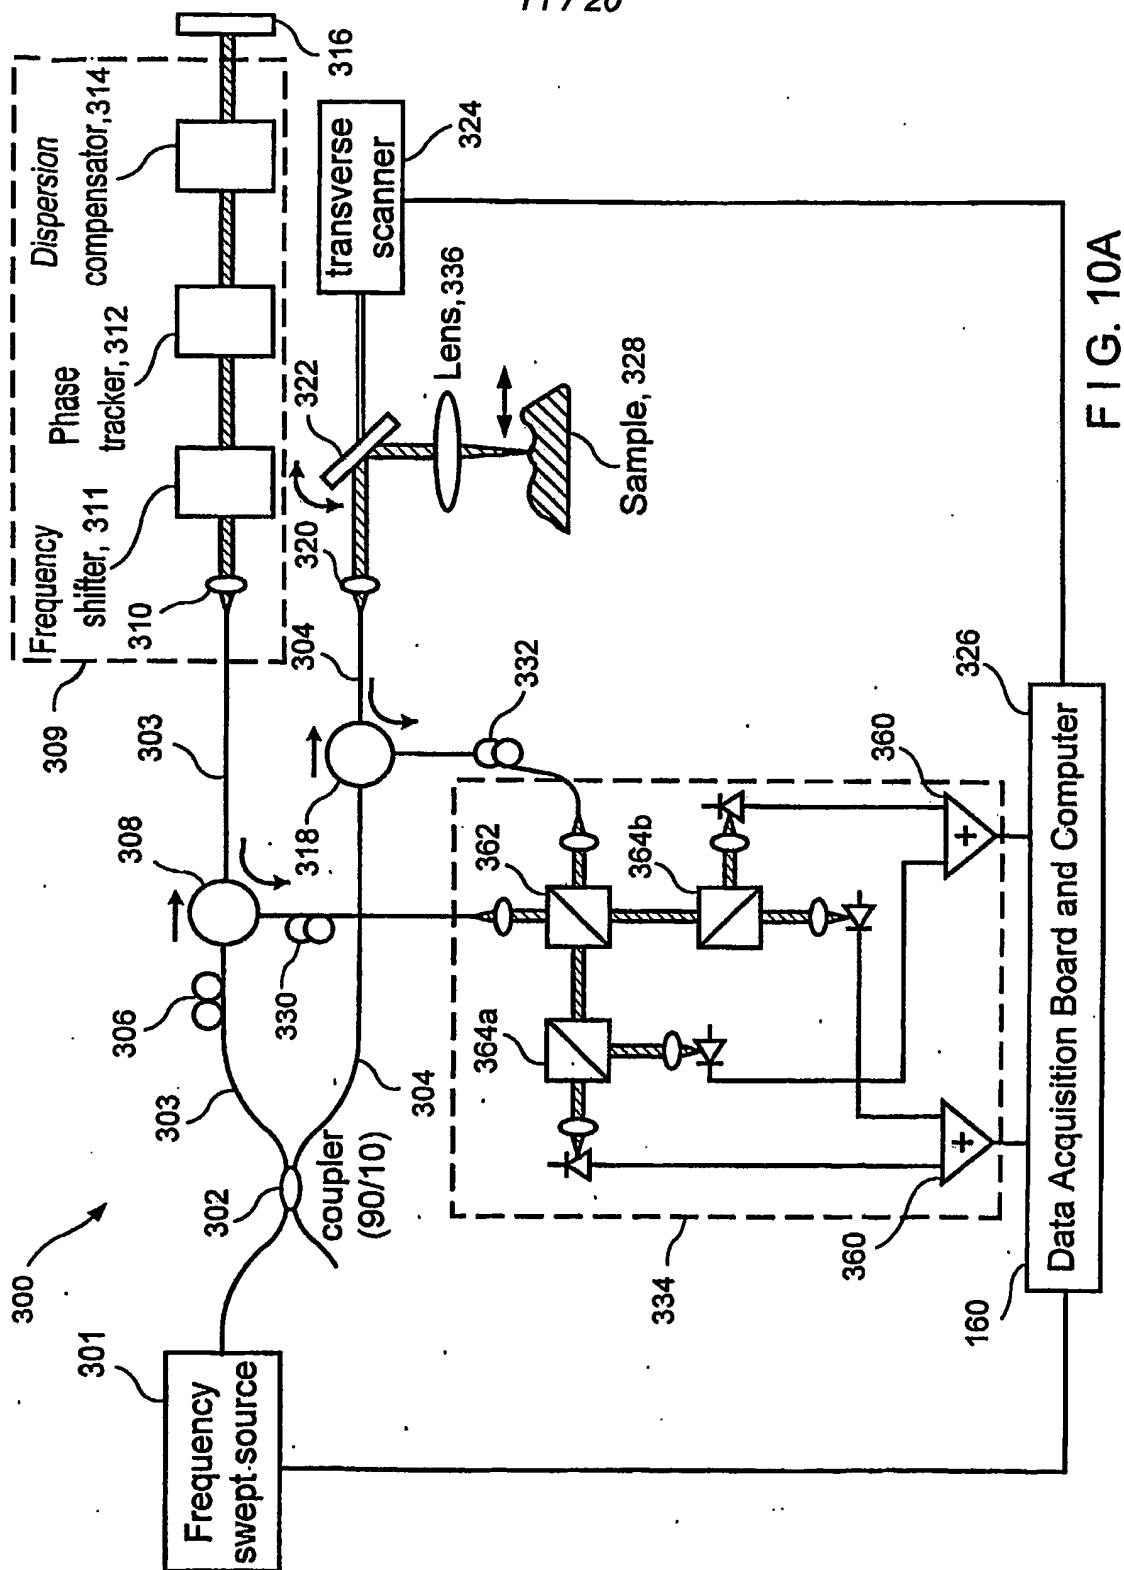 11 / 20
300
301
Frequency
swept source
302
coupler
(90/10)
303
304
306
308
303
309
330
318
310
Frequency
shifter, 311
Phase
tracker, 312
Dispersion
compensator, 314
316
304
320
322
transverse
scanner
324
Lens, 336
Sample, 328
332
362
364a
364b
334
360
360
160
326
Data Acquisition Board and Computer
+
+
FIG. 10A